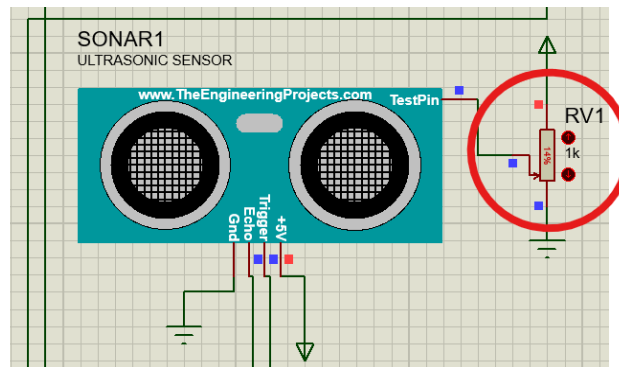 SONAR1
ULTRASONIC SENSOR
www.TheEngineeringProjects.com
TestPin
RV1
14%
1k
Gnd
Echo
Trigger
+5V